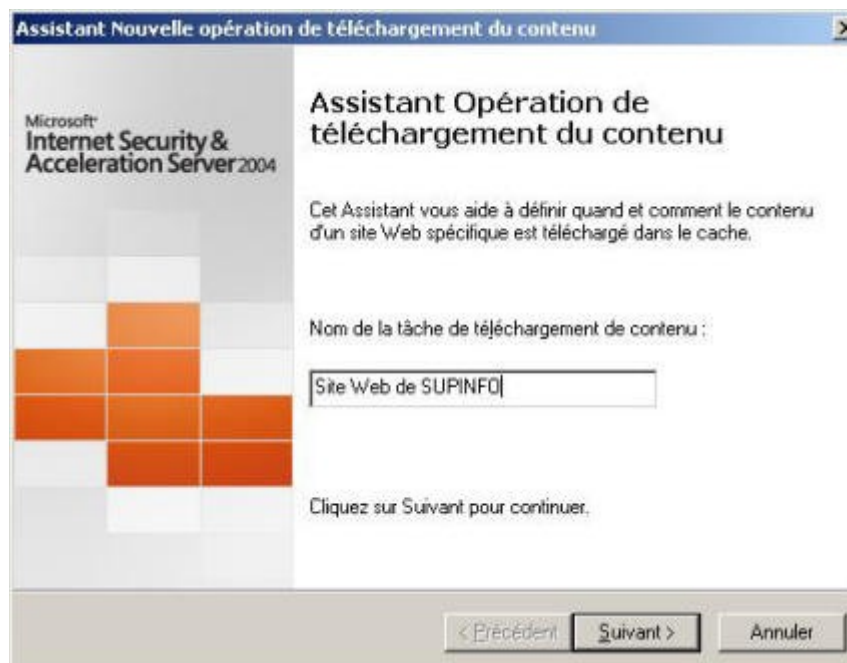 Assistant Nouvelle opération de téléchargement du contenu
Microsoft
Internet Security &
Acceleration Server 2004
Assistant Opération de
téléchargement du contenu
Cet Assistant vous aide à définir quand et comment le contenu
d'un site Web spécifique est téléchargé dans le cache.
Nom de la tâche de téléchargement de contenu :
Site Web de SUPINFO
Cliquez sur Suivant pour continuer.
< Précédent
Suivant >
Annuler